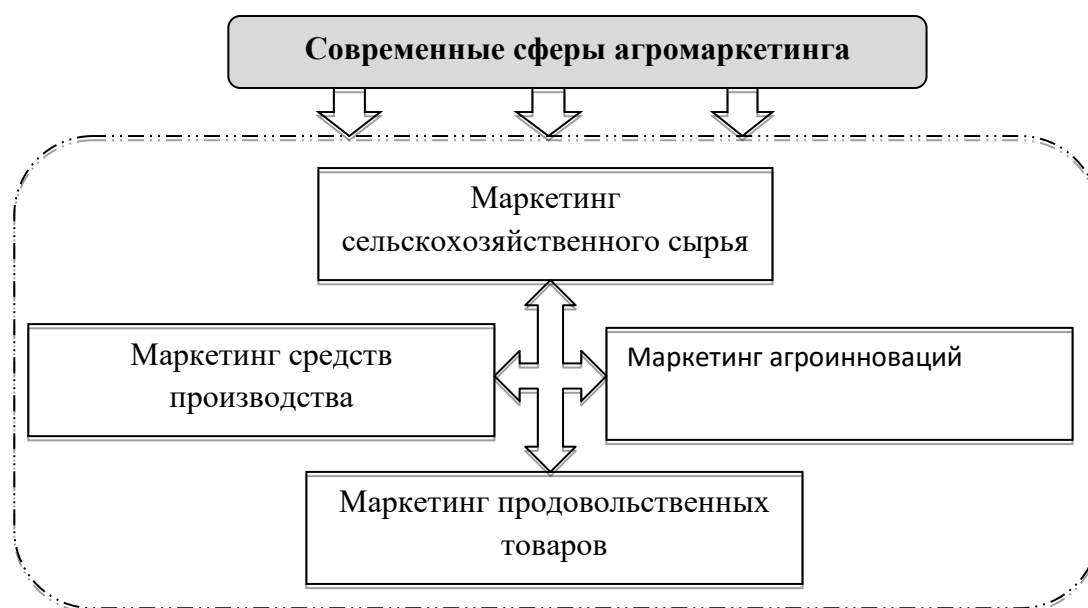 Современные сферы агромаркетинга
Маркетинг
сельскохозяйственного сырья
Маркетинг средств
производства
Маркетинг агроинноваций
Маркетинг продовольственных
товаров